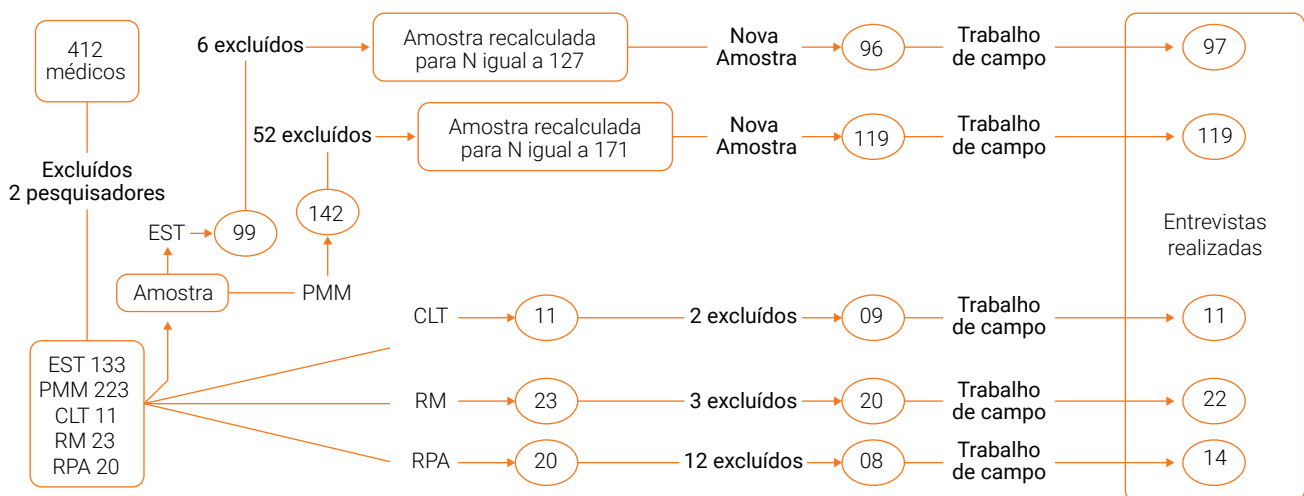 412
médicos
Excluídos
2 pesquisadores
EST 133
PMM 223
CLT 11
RM 23
RPA 20
Amostra
EST
99
6 excluídos
Amostra recalculada
para N igual a 127
Nova
Amostra
96
Trabalho
de campo
97
PMM
142
52 excluídos
Amostra recalculada
para N igual a 171
Nova
Amostra
119
Trabalho
de campo
119
Entrevistas
realizadas
CLT
11
2 excluídos
09
Trabalho
de campo
11
RM
23
3 excluídos
20
Trabalho
de campo
22
RPA
20
12 excluídos
08
Trabalho
de campo
14